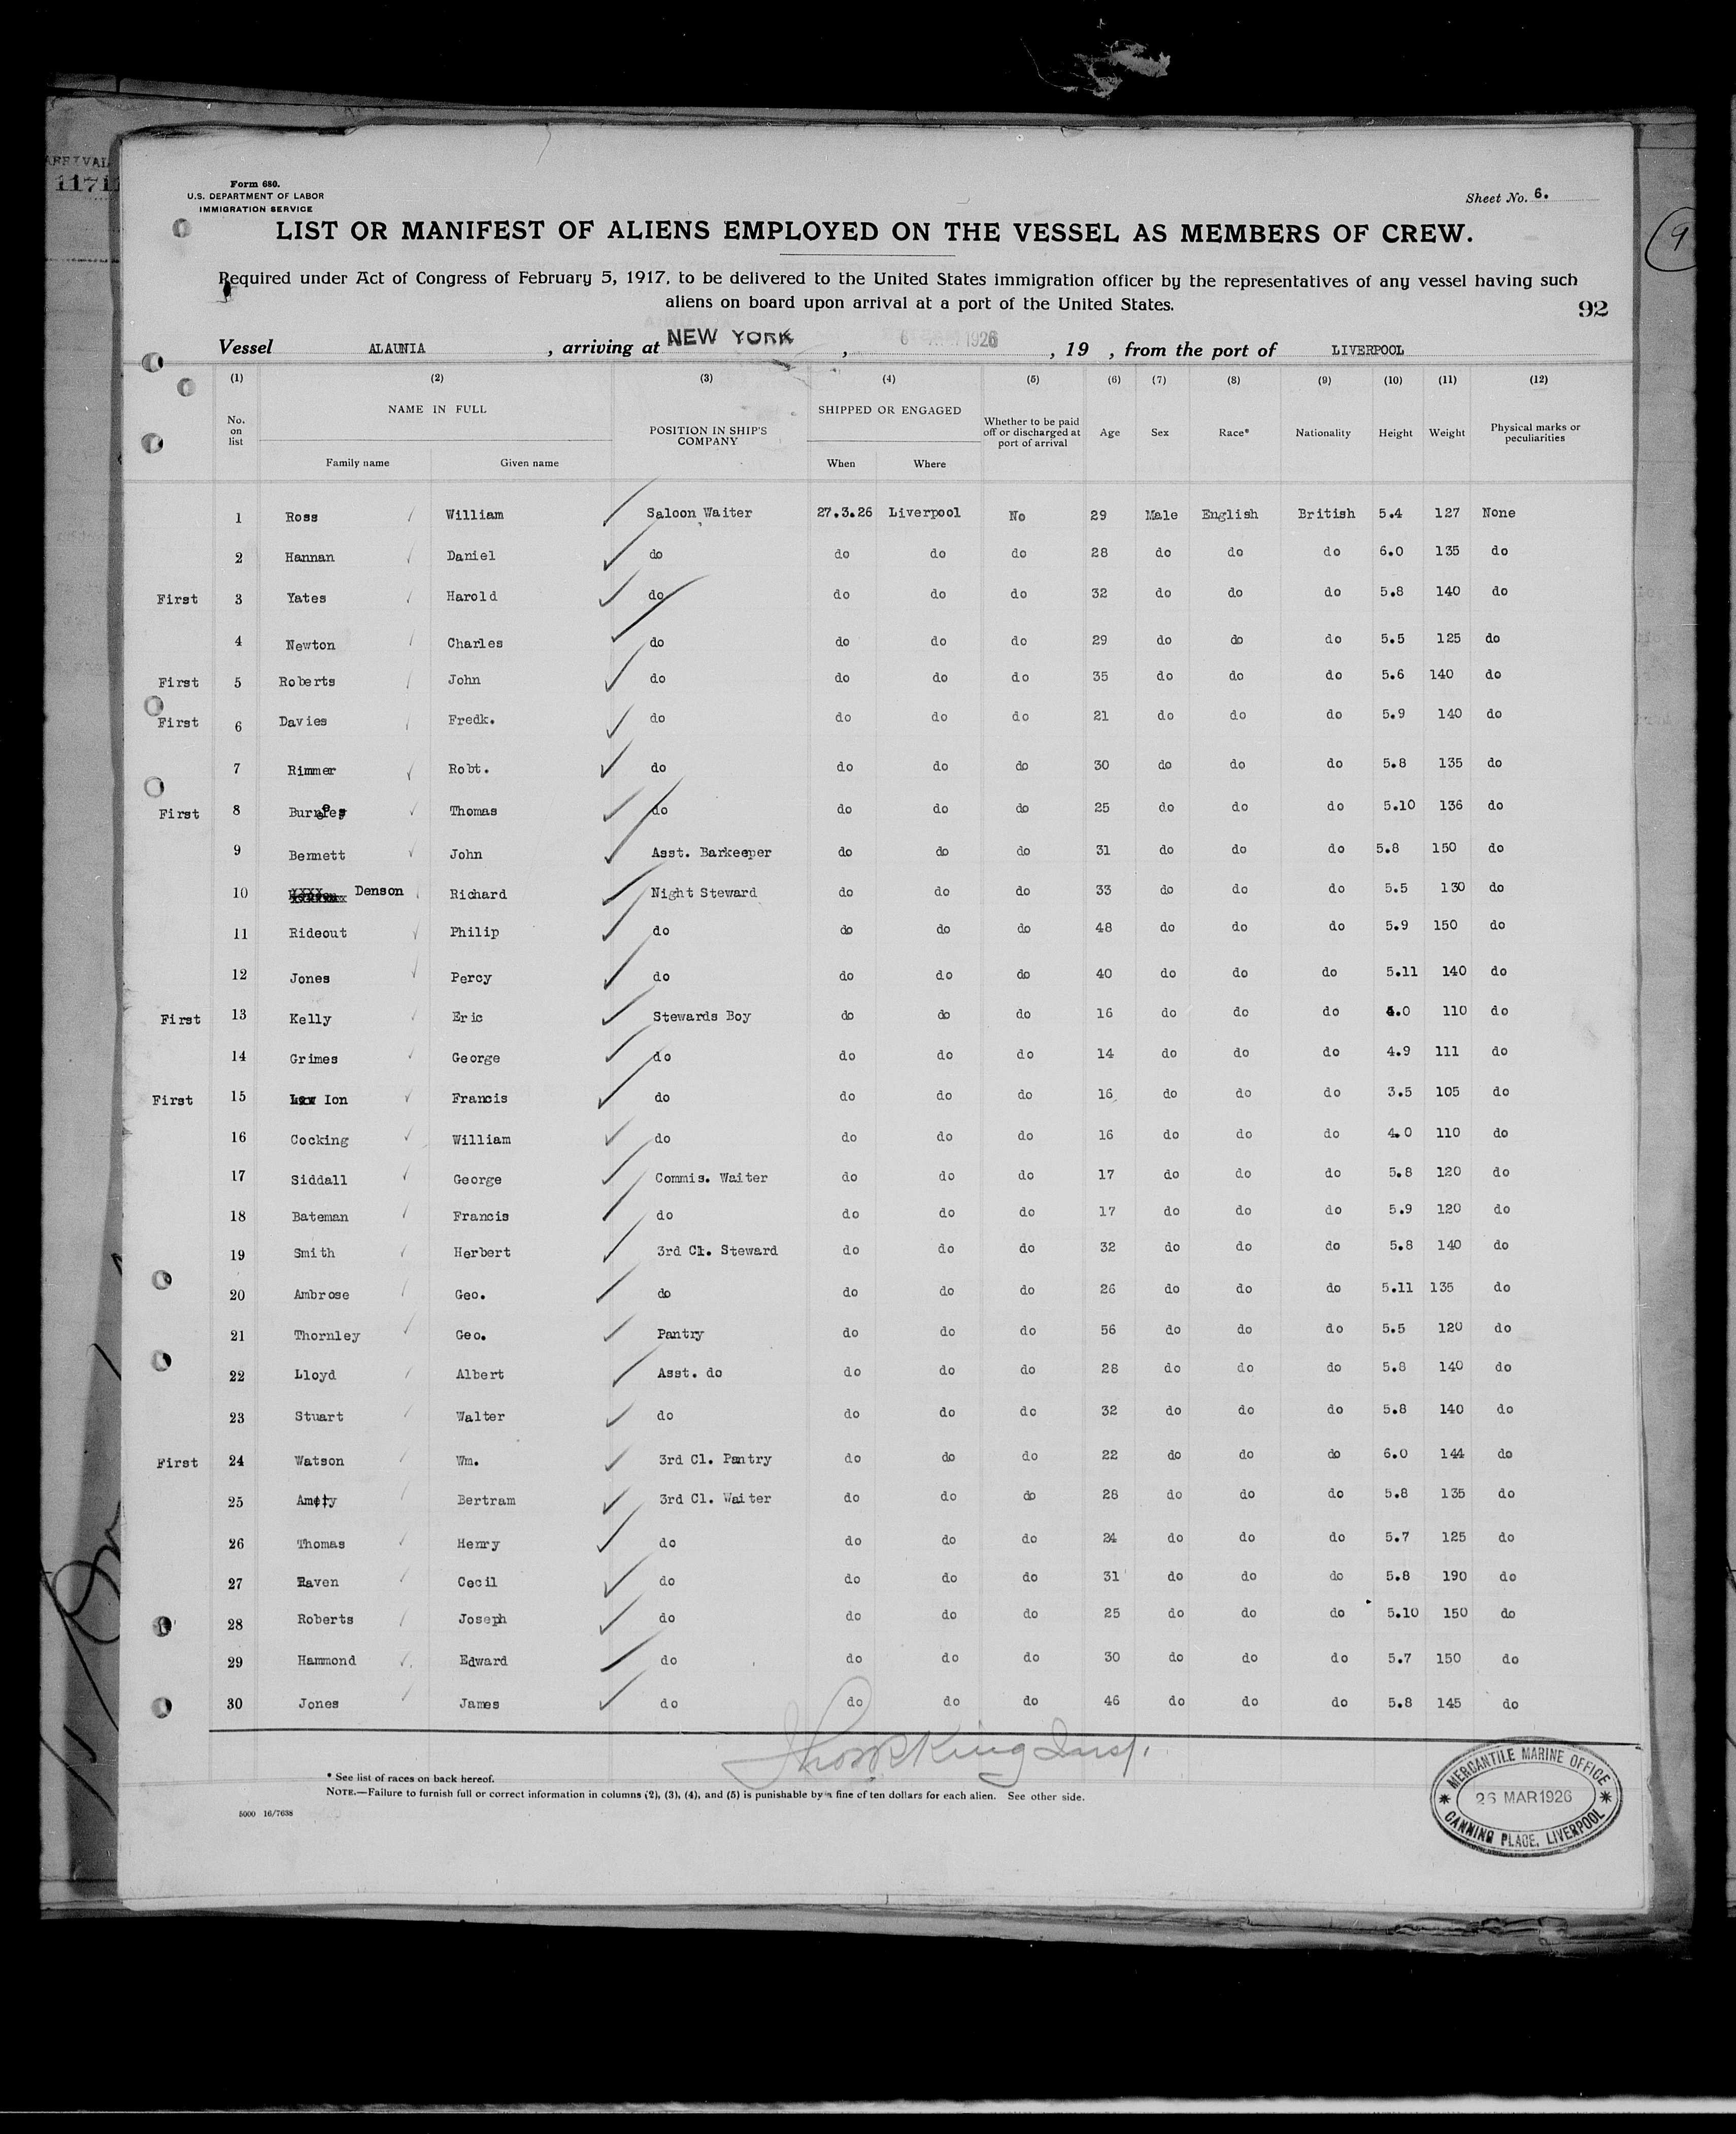 ARRIVAL
1171
Form 680.
U.S. DEPARTMENT OF LABOR
IMMIGRATION SERVICE
Sheet No. 6.
LIST OR MANIFEST OF ALIENS EMPLOYED ON THE VESSEL AS MEMBERS OF CREW.
9
Required under Act of Congress of February 5, 1917, to be delivered to the United States immigration officer by the representatives of any vessel having such
aliens on board upon arrival at a port of the United States.
92
Vessel ALAUNIA , arriving at NEW YORK , 6 1926 , 19 , from the port of LIVERPOOL
(1) (2) (3) (4) (5) (6) (7) (8) (9) (10) (11) (12)
No. on list NAME IN FULL Family name Given name POSITION IN SHIP'S COMPANY SHIPPED OR ENGAGED When Where Whether to be paid off or discharged at port of arrival Age Sex Race* Nationality Height Weight Physical marks or peculiarities
1 Ross William Saloon Waiter 27.3.26 Liverpool No 29 Male English British 5.4 127 None
2 Hannan Daniel do do do do 28 do do do 6.0 135 do
First 3 Yates Harold do do do do 32 do do do 5.8 140 do
4 Newton Charles do do do do 29 do do do 5.5 125 do
First 5 Roberts John do do do do 35 do do do 5.6 140 do
First 6 Davies Fredk. do do do do 21 do do do 5.9 140 do
7 Rimmer Robt. do do do do 30 do do do 5.8 135 do
First 8 Thomas do do do do 25 do do do 5.10 136 do
9 Bennett John Asst. Barkeeper do do do 31 do do do 5.8 150 do
10 Denson Richard Night Steward do do do 33 do do do 5.5 130 do
11 Rideout Philip do do do do 48 do do do 5.9 150 do
12 Jones Percy do do do do 40 do do do 5.11 140 do
First 13 Kelly Eric Stewards Boy do do do 16 do do do 4.0 110 do
14 Grimes George do do do do 14 do do do 4.9 111 do
First 15 Ion Francis do do do do 16 do do do 3.5 105 do
16 Cocking William do do do do 16 do do do 4.0 110 do
17 Siddall George Commis. Waiter do do do 17 do do do 5.8 120 do
18 Bateman Francis do do do do 17 do do do 5.9 120 do
19 Smith Herbert 3rd Cl. Steward do do do 32 do do do 5.8 140 do
20 Ambrose Geo. do do do do 26 do do do 5.11 135 do
21 Thornley Geo. Pantry do do do 56 do do do 5.5 120 do
22 Lloyd Albert Asst. do do do do 28 do do do 5.8 140 do
23 Stuart Walter do do do do 32 do do do 5.8 140 do
First 24 Watson Wm. 3rd Cl. Pantry do do do 22 do do do 6.0 144 do
25 Bertram 3rd Cl. Waiter do do do 28 do do do 5.8 135 do
26 Thomas Henry do do do do 24 do do do 5.7 125 do
27 Raven Cecil do do do do 31 do do do 5.8 190 do
28 Roberts Joseph do do do do 25 do do do 5.10 150 do
29 Hammond Edward do do do do 30 do do do 5.7 150 do
30 Jones James do do do do 46 do do do 5.8 145 do
King Insp.
* See list of races on back hereof.
NOTE.—Failure to furnish full or correct information in columns (2), (3), (4), and (5) is punishable by a fine of ten dollars for each alien. See other side.
5000 16/7638
MERCANTILE MARINE OFFICE
26 MAR 1926
CANNING PLACE, LIVERPOOL